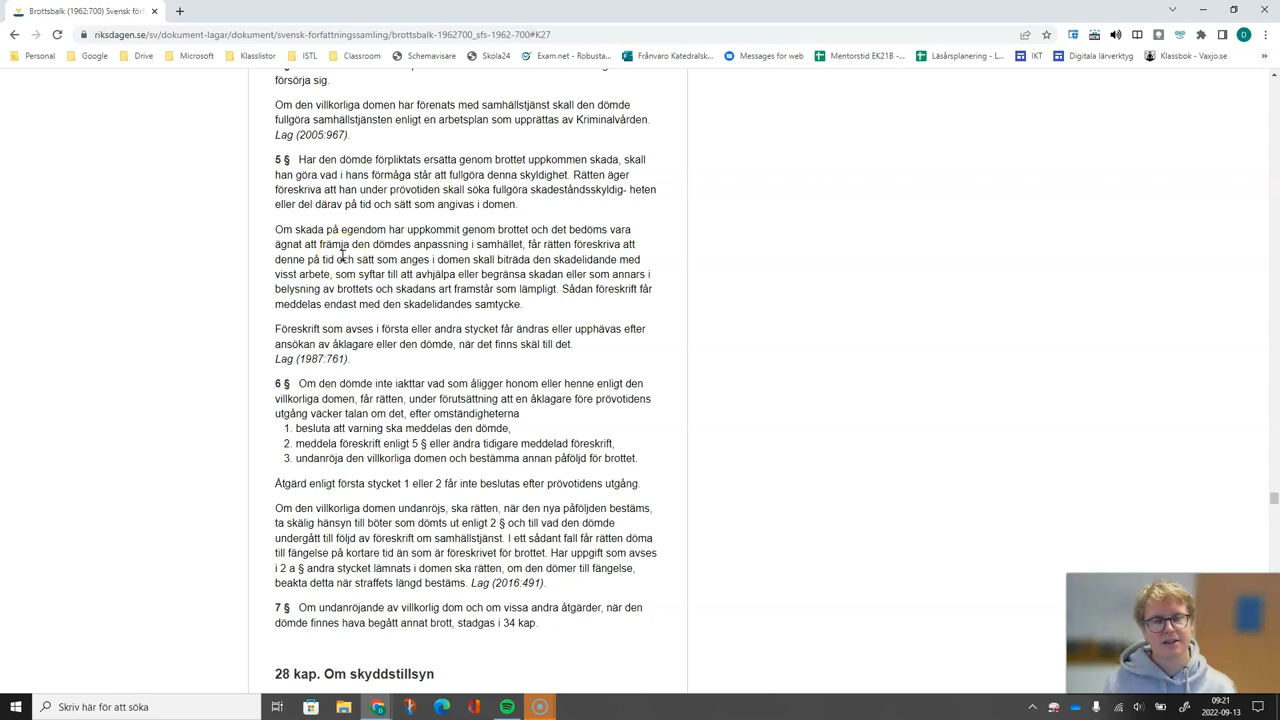 Brottsbalk (1962:700) Svensk förf
riksdagen.se/sv/dokument-lagar/dokument/svensk-forfattningssamling/brottsbalk-1962700_sfs-1962-700#K27
Personal Google Drive Microsoft Klasslistor ISTL Classroom Schemavisare Skola24 Exam.net - Robusta... Frånvaro Katedralsk... Messages for web Mentorstid EK21B -... Läsårsplanering - L... IKT Digitala lärverktyg Klassbok - Vaxjo.se »
försörja sig.
Om den villkorliga domen har förenats med samhällstjänst skall den dömde
fullgöra samhällstjänsten enligt en arbetsplan som upprättas av Kriminalvården.
Lag (2005:967).
5 § Har den dömde förpliktats ersätta genom brottet uppkommen skada, skall
han göra vad i hans förmåga står att fullgöra denna skyldighet. Rätten äger
föreskriva att han under prövotiden skall söka fullgöra skadeståndsskyldig- heten
eller del därav på tid och sätt som angivas i domen.
Om skada på egendom har uppkommit genom brottet och det bedöms vara
ägnat att främja den dömdes anpassning i samhället, får rätten föreskriva att
denne på tid och sätt som anges i domen skall biträda den skadelidande med
visst arbete, som syftar till att avhjälpa eller begränsa skadan eller som annars i
belysning av brottets och skadans art framstår som lämpligt. Sådan föreskrift får
meddelas endast med den skadelidandes samtycke.
Föreskrift som avses i första eller andra stycket får ändras eller upphävas efter
ansökan av åklagare eller den dömde, när det finns skäl till det.
Lag (1987:761).
6 § Om den dömde inte iakttar vad som åligger honom eller henne enligt den
villkorliga domen, får rätten, under förutsättning att en åklagare före prövotidens
utgång väcker talan om det, efter omständigheterna
1. besluta att varning ska meddelas den dömde,
2. meddela föreskrift enligt 5 § eller ändra tidigare meddelad föreskrift,
3. undanröja den villkorliga domen och bestämma annan påföljd för brottet.
Åtgärd enligt första stycket 1 eller 2 får inte beslutas efter prövotidens utgång.
Om den villkorliga domen undanröjs, ska rätten, när den nya påföljden bestäms,
ta skälig hänsyn till böter som dömts ut enligt 2 § och till vad den dömde
undergått till följd av föreskrift om samhällstjänst. I ett sådant fall får rätten döma
till fängelse på kortare tid än som är föreskrivet för brottet. Har uppgift som avses
i 2 a § andra stycket lämnats i domen ska rätten, om den dömer till fängelse,
beakta detta när straffets längd bestäms. Lag (2016:491).
7 § Om undanröjande av villkorlig dom och om vissa andra åtgärder, när den
dömde finnes hava begått annat brott, stadgas i 34 kap.
28 kap. Om skyddstillsyn
Skriv här för att söka
09:21
2022-09-13